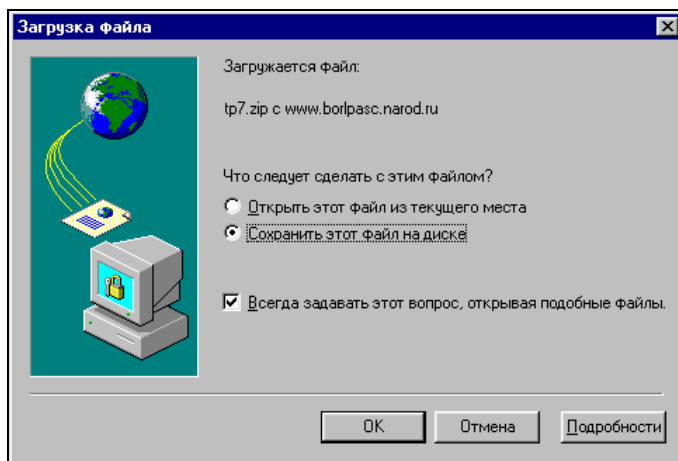 Загрузка файла
Загружается файл:
tp7.zip с www.borlpasc.narod.ru
Что следует сделать с этим файлом?
Открыть этот файл из текущего места
Сохранить этот файл на диске
Всегда задавать этот вопрос, открывая подобные файлы.
OK
Отмена
Подробности